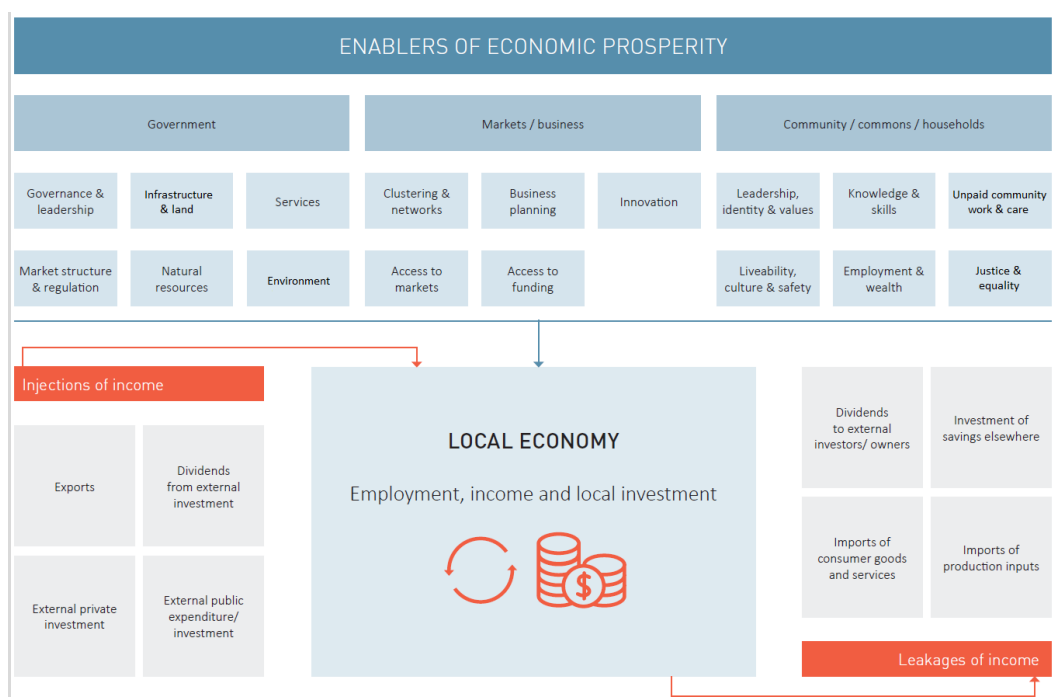 ENABLERS OF ECONOMIC PROSPERITY
Government
Markets / business
Community / commons / households
Governance &
leadership
Infrastructure
& land
Services
Clustering &
networks
Business
planning
Innovation
Leadership,
identity & values
Knowledge &
skills
Unpaid community
work & care
Market structure
& regulation
Natural
resources
Environment
Access to
markets
Access to
funding
Liveability,
culture & safety
Employment &
wealth
Justice &
equality
Injections of income
Exports
Dividends
from external
investment
External private
investment
External public
expenditure/
investment
LOCAL ECONOMY
Employment, income and local investment
$
Dividends
to external
investors/ owners
Investment of
savings elsewhere
Imports of
consumer goods
and services
Imports of
production inputs
Leakages of income